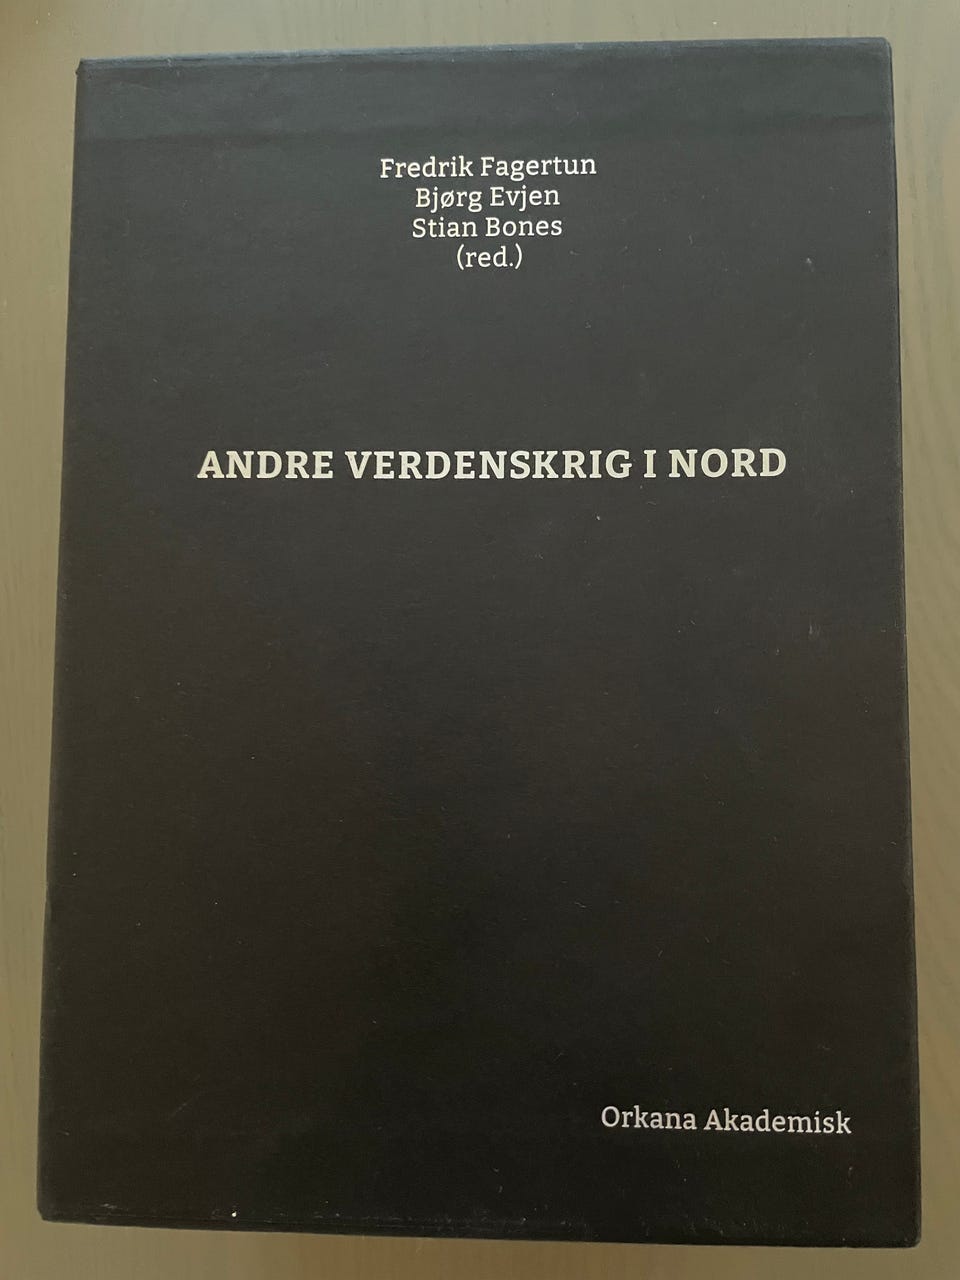 Fredrik Fagertun
Bjørg Evjen
Stian Bones
(red.)
ANDRE VERDENSKRIG I NORD
Orkana Akademisk